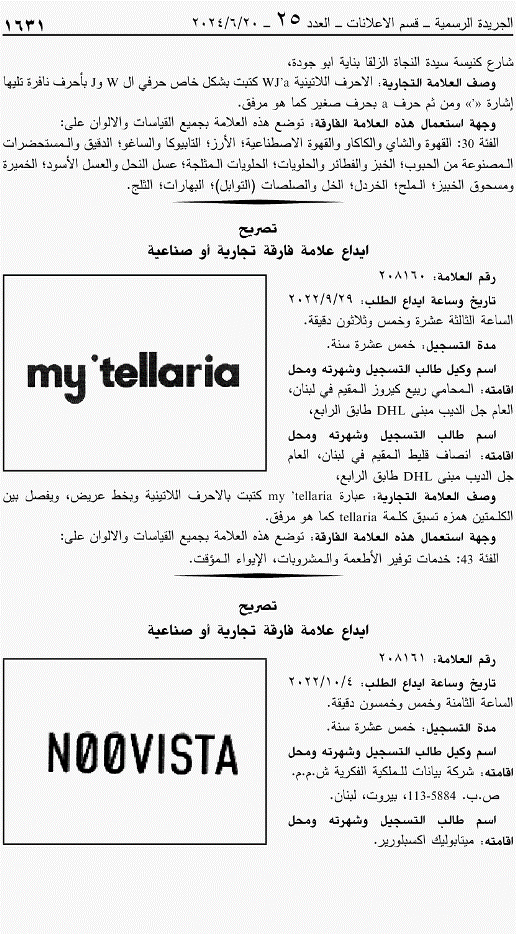 الجريدة الرسمية ــ قسم الاعلانات ــ العدد ٢٥ ــ ٢٠٢٤/٦/٢٠
١٦٣١
شارع كنيسة سيدة النجاة الزلقا بناية ابو جودة،
وصف العلامة التجارية: الاحرف اللاتينية WJ'a كتبت بشكل خاص حرفي ال W وJ بأحرف نافرة تليها
إشارة «'» ومن ثم حرف a بحرف صغير كما هو مرفق.
وجهة استعمال هذه العلامة الفارقة: توضع هذه العلامة بجميع القياسات والالوان على:
الفئة 30: القهوة والشاي والكاكاو والقهوة الاصطناعية؛ الأرز؛ التابيوكا والساغو؛ الدقيق والمستحضرات
المصنوعة من الحبوب؛ الخبز والفطائر والحلويات؛ الحلويات المثلجة؛ عسل النحل والعسل الأسود؛ الخميرة
ومسحوق الخبيز؛ الملح؛ الخردل؛ الخل والصلصات (التوابل)؛ البهارات؛ الثلج.
تصريح
ايداع علامة فارقة تجارية أو صناعية
رقم العلامة: ٢٠٨١٦٠
تاريخ وساعة ايداع الطلب: ٢٠٢٢/٩/٢٩
الساعة الثالثة عشرة وخمس وثلاثون دقيقة.
مدة التسجيل: خمس عشرة سنة.
اسم وكيل طالب التسجيل وشهرته ومحل
اقامته: المحامي ربيع كيروز المقيم في لبنان،
العام جل الديب مبنى DHL طابق الرابع،
اسم طالب التسجيل وشهرته ومحل
اقامته: انصاف قليط المقيم في لبنان، العام
جل الديب مبنى DHL طابق الرابع،
my 'tellaria
وصف العلامة التجارية: عبارة my 'tellaria كتبت بالاحرف اللاتينية وبخط عريض، ويفصل بين
الكلمتين همزه تسبق كلمة tellaria كما هو مرفق.
وجهة استعمال هذه العلامة الفارقة: توضع هذه العلامة بجميع القياسات والالوان على:
الفئة 43: خدمات توفير الأطعمة والمشروبات، الإيواء المؤقت.
تصريح
ايداع علامة فارقة تجارية أو صناعية
رقم العلامة: ٢٠٨١٦١
تاريخ وساعة ايداع الطلب: ٢٠٢٢/١٠/٤
الساعة الثامنة وخمس وخمسون دقيقة.
مدة التسجيل: خمس عشرة سنة.
اسم وكيل طالب التسجيل وشهرته ومحل
اقامته: شركة بيانات للملكية الفكرية ش.م.م.
ص.ب. 5884-113، بيروت، لبنان.
اسم طالب التسجيل وشهرته ومحل
اقامته: ميتابوليك اكسبلورير.
N00VISTA